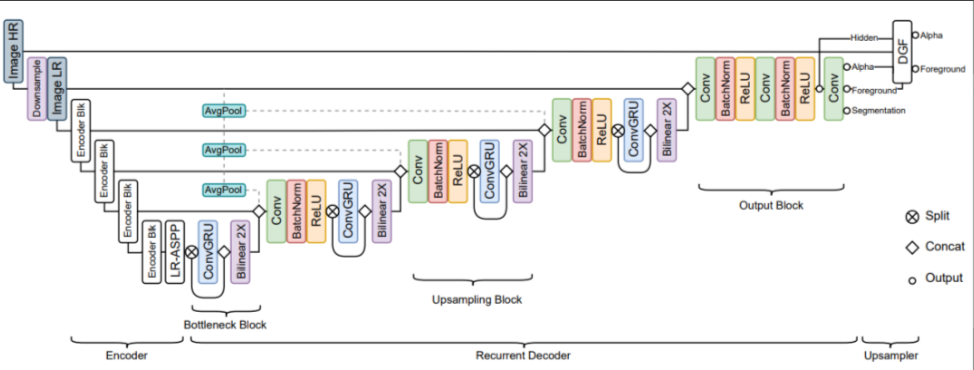 Image HR
Downsample
Image LR
Encoder Blk
Encoder Blk
Encoder Blk
Encoder Blk
LR-ASPP
ConvGRU
Bilinear 2X
AvgPool
AvgPool
AvgPool
Conv
BatchNorm
ReLU
ConvGRU
Bilinear 2X
Conv
BatchNorm
ReLU
ConvGRU
Bilinear 2X
Conv
BatchNorm
ReLU
ConvGRU
Bilinear 2X
Conv
BatchNorm
ReLU
Conv
BatchNorm
ReLU
Conv
Hidden
Alpha
Foreground
Segmentation
DGF
Alpha
Foreground
Output Block
Split
Concat
Output
Upsampling Block
Bottleneck Block
Encoder
Recurrent Decoder
Upsampler